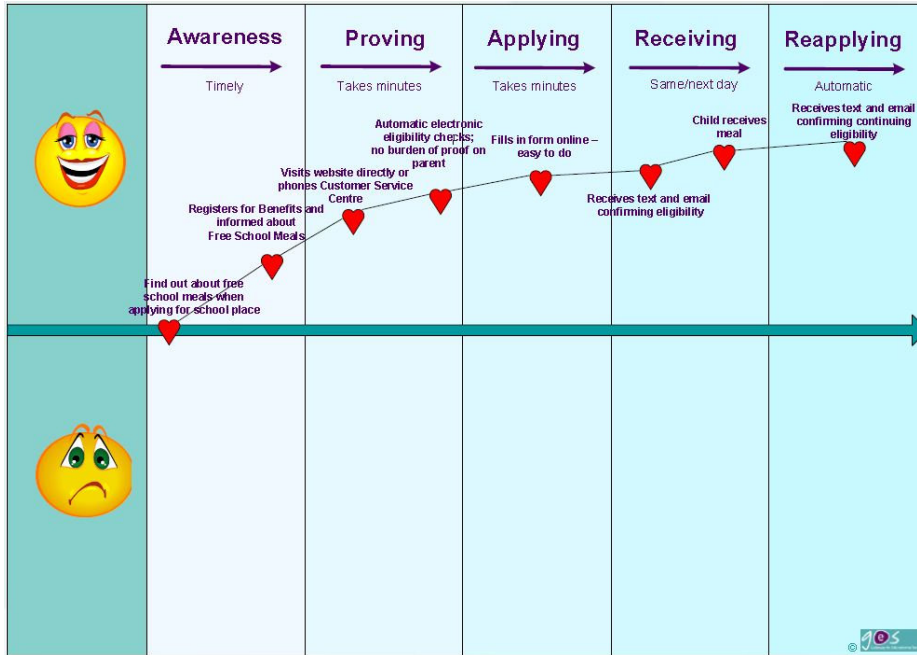 Awareness
Proving
Applying
Receiving
Reapplying
Timely
Takes minutes
Takes minutes
Same/next day
Automatic
Find out about free
school meals when
applying for school place
Registers for Benefits and
informed about
Free School Meals
Visits website directly or
phones Customer Service
Centre
Automatic electronic
eligibility checks;
no burden of proof on
parent
Fills in form online –
easy to do
Receives text and email
confirming eligibility
Child receives
meal
Receives text and email
confirming continuing
eligibility
© ges